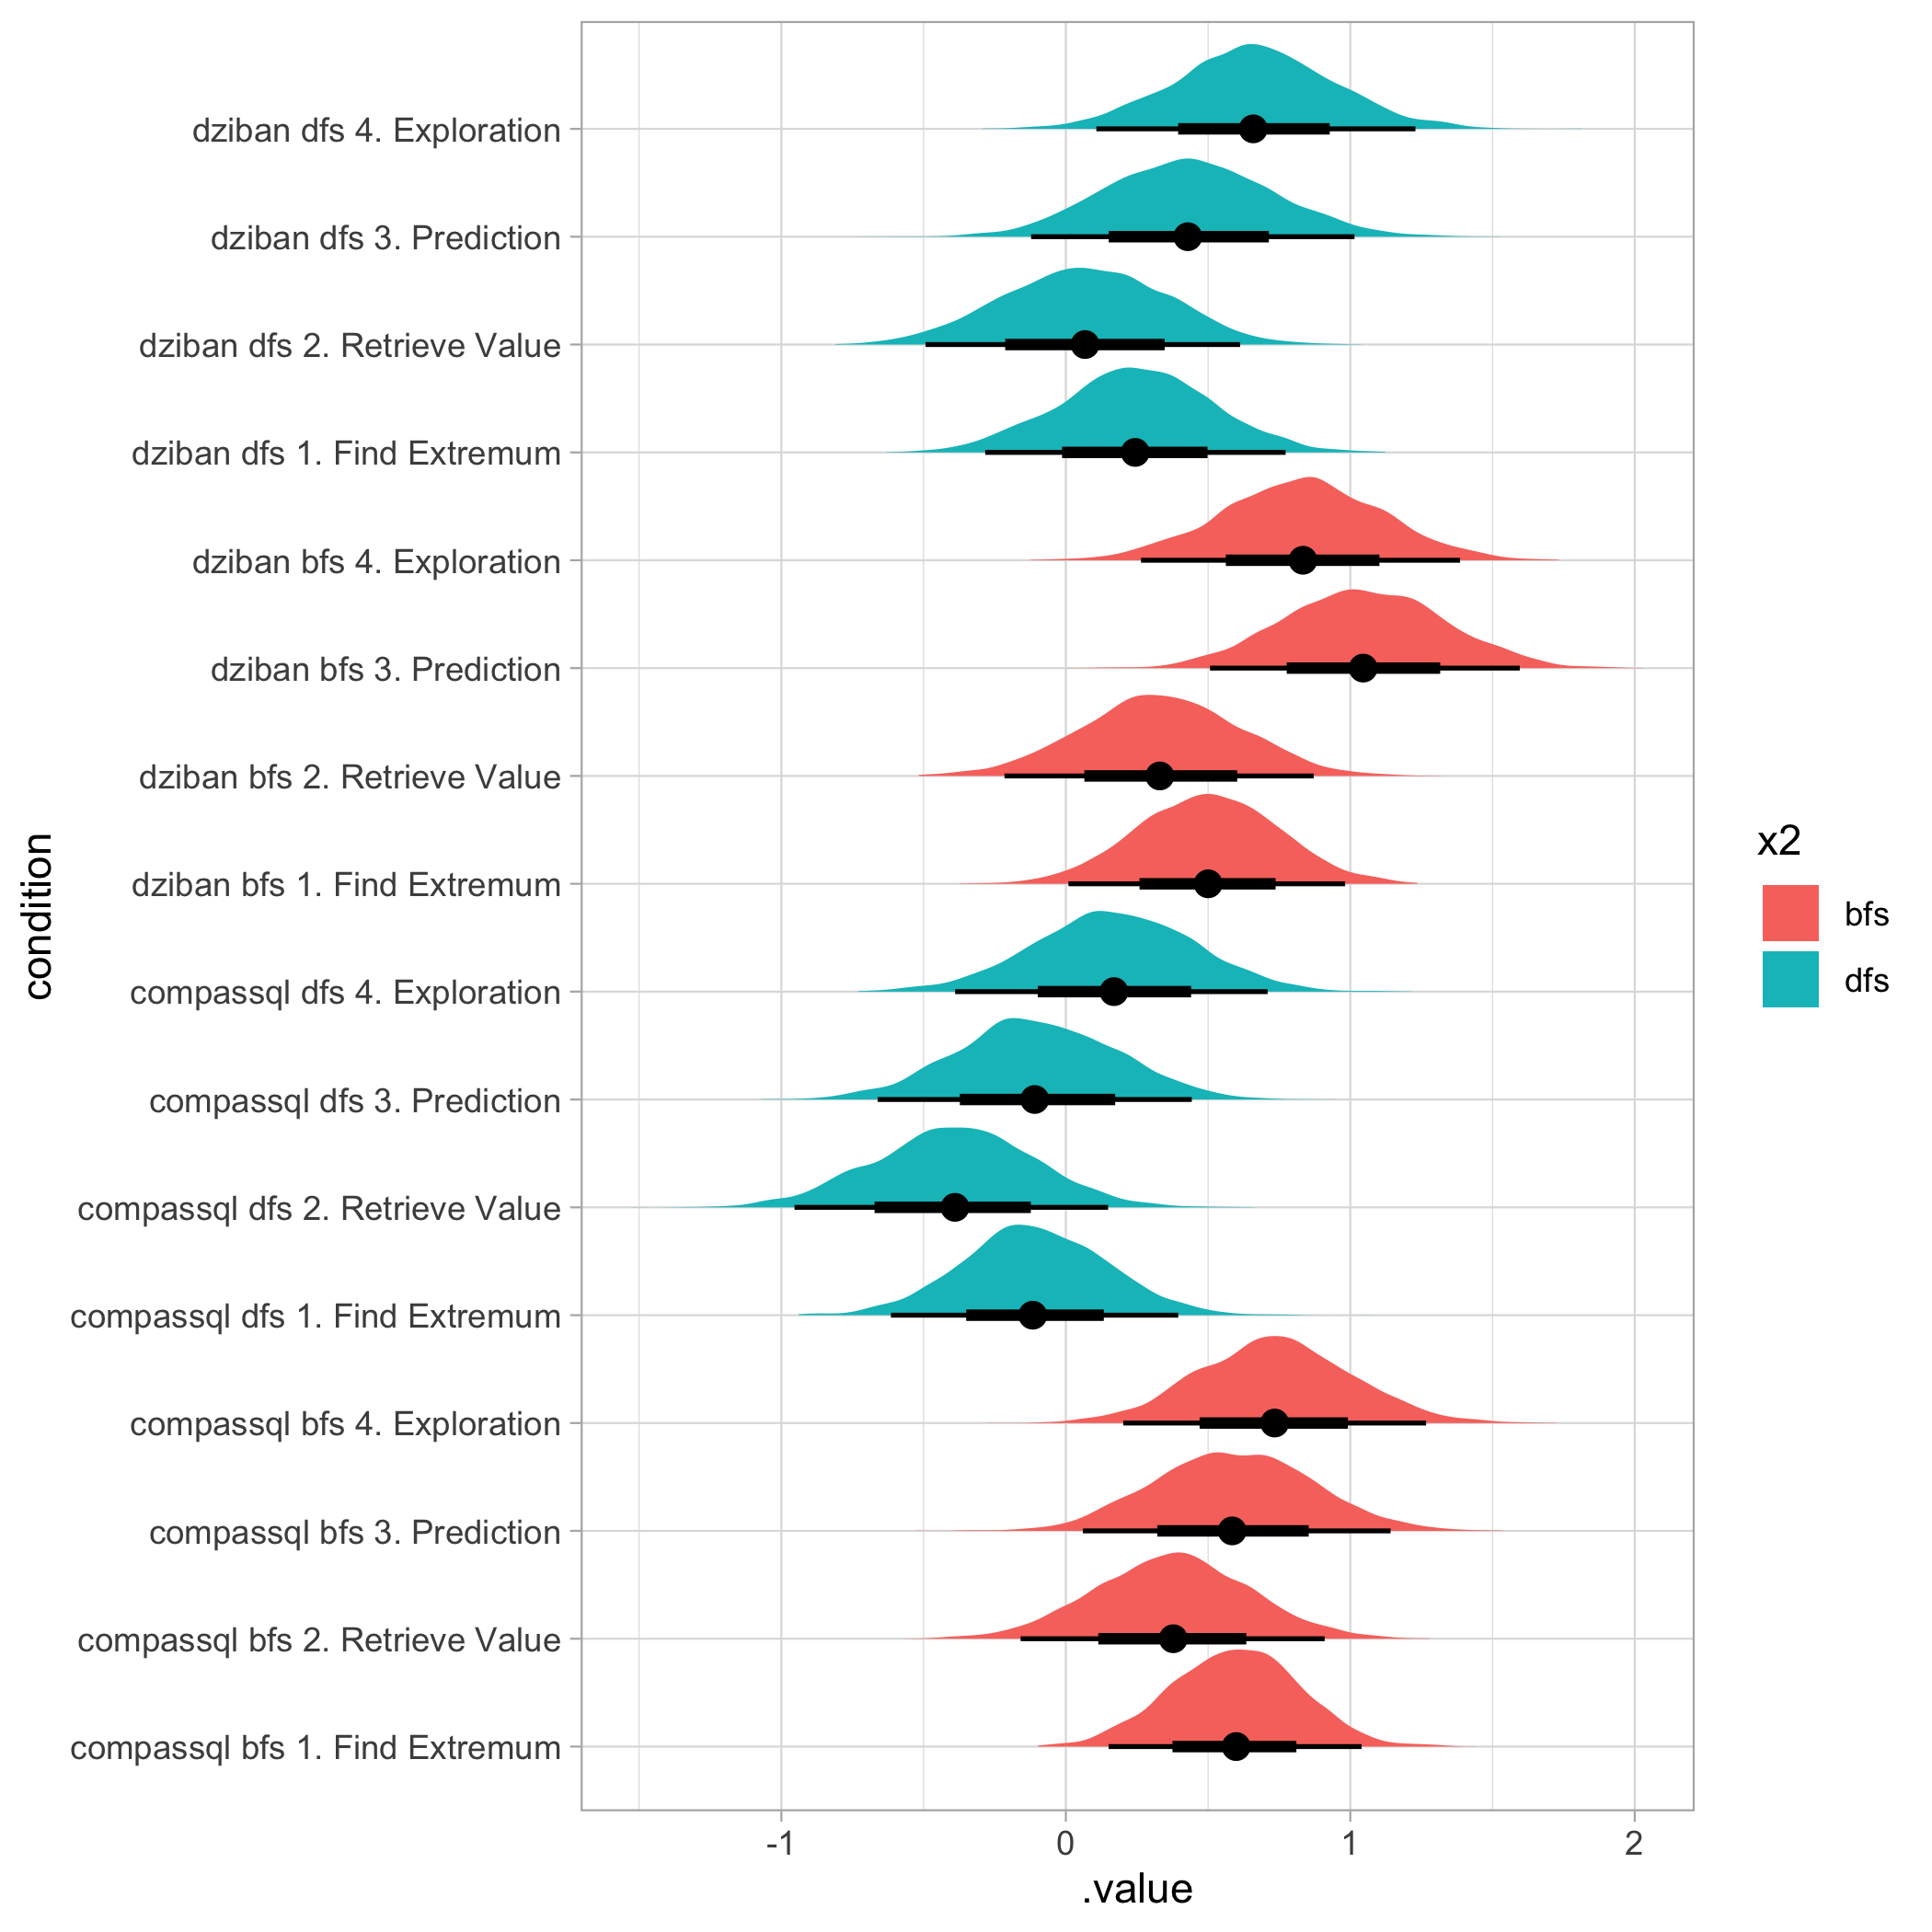 dziban dfs 4. Exploration
dziban dfs 3. Prediction
dziban dfs 2. Retrieve Value
dziban dfs 1. Find Extremum
dziban bfs 4. Exploration
dziban bfs 3. Prediction
dziban bfs 2. Retrieve Value
dziban bfs 1. Find Extremum
compassql dfs 4. Exploration
compassql dfs 3. Prediction
compassql dfs 2. Retrieve Value
compassql dfs 1. Find Extremum
compassql bfs 4. Exploration
compassql bfs 3. Prediction
compassql bfs 2. Retrieve Value
compassql bfs 1. Find Extremum
condition
-1 0 1 2
.value
x2
bfs
dfs